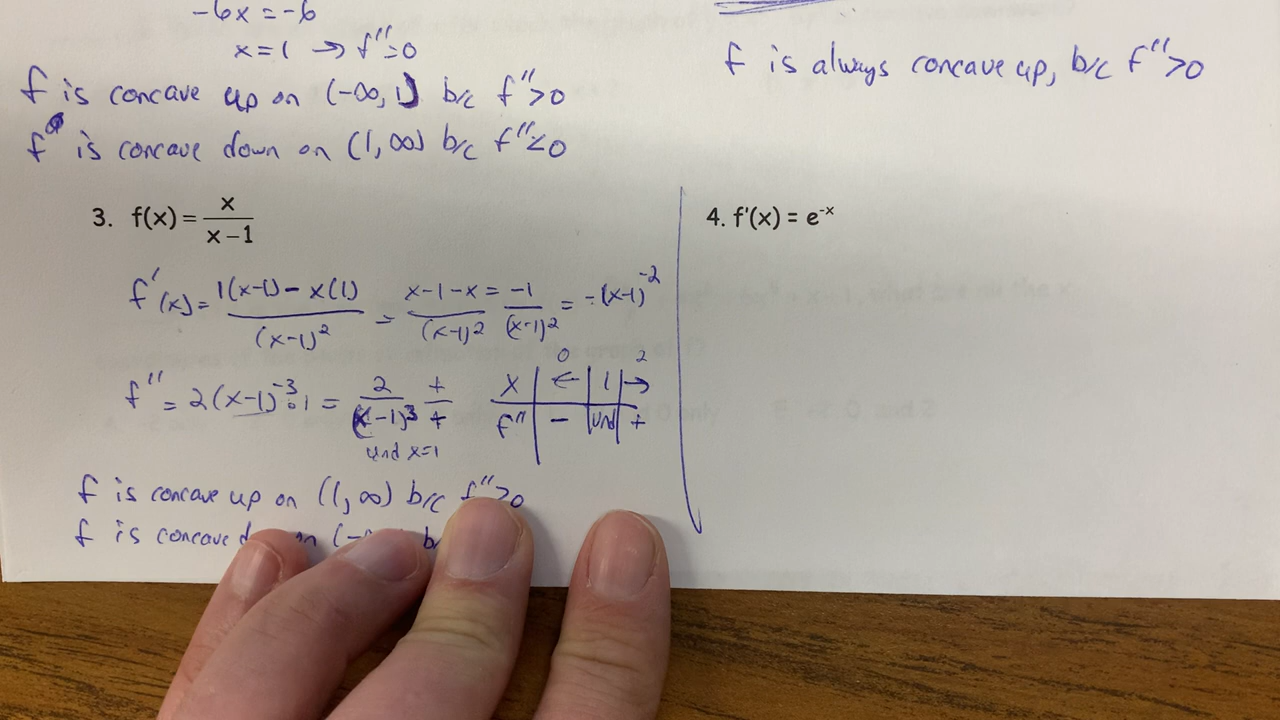 -6x = -6
x=1 → f''=0
f is concave up on (-∞, 1) b/c f''>0
f is concave down on (1, ∞) b/c f''<0
f is always concave up, b/c f''>0
3. f(x) = x / x - 1
f'(x) = 1(x-1) - x(1) / (x-1)² = x-1-x / (x-1)² = -1 / (x-1)² = -(x-1)⁻²
f'' = 2(x-1)⁻³·1 = 2 / (x-1)³ + / +
und x=1
0 2
x | ← | 1 | →
f'' | - | und | +
f is concave up on (1, ∞) b/c f''>0
f is concave
4. f'(x) = e⁻ˣ